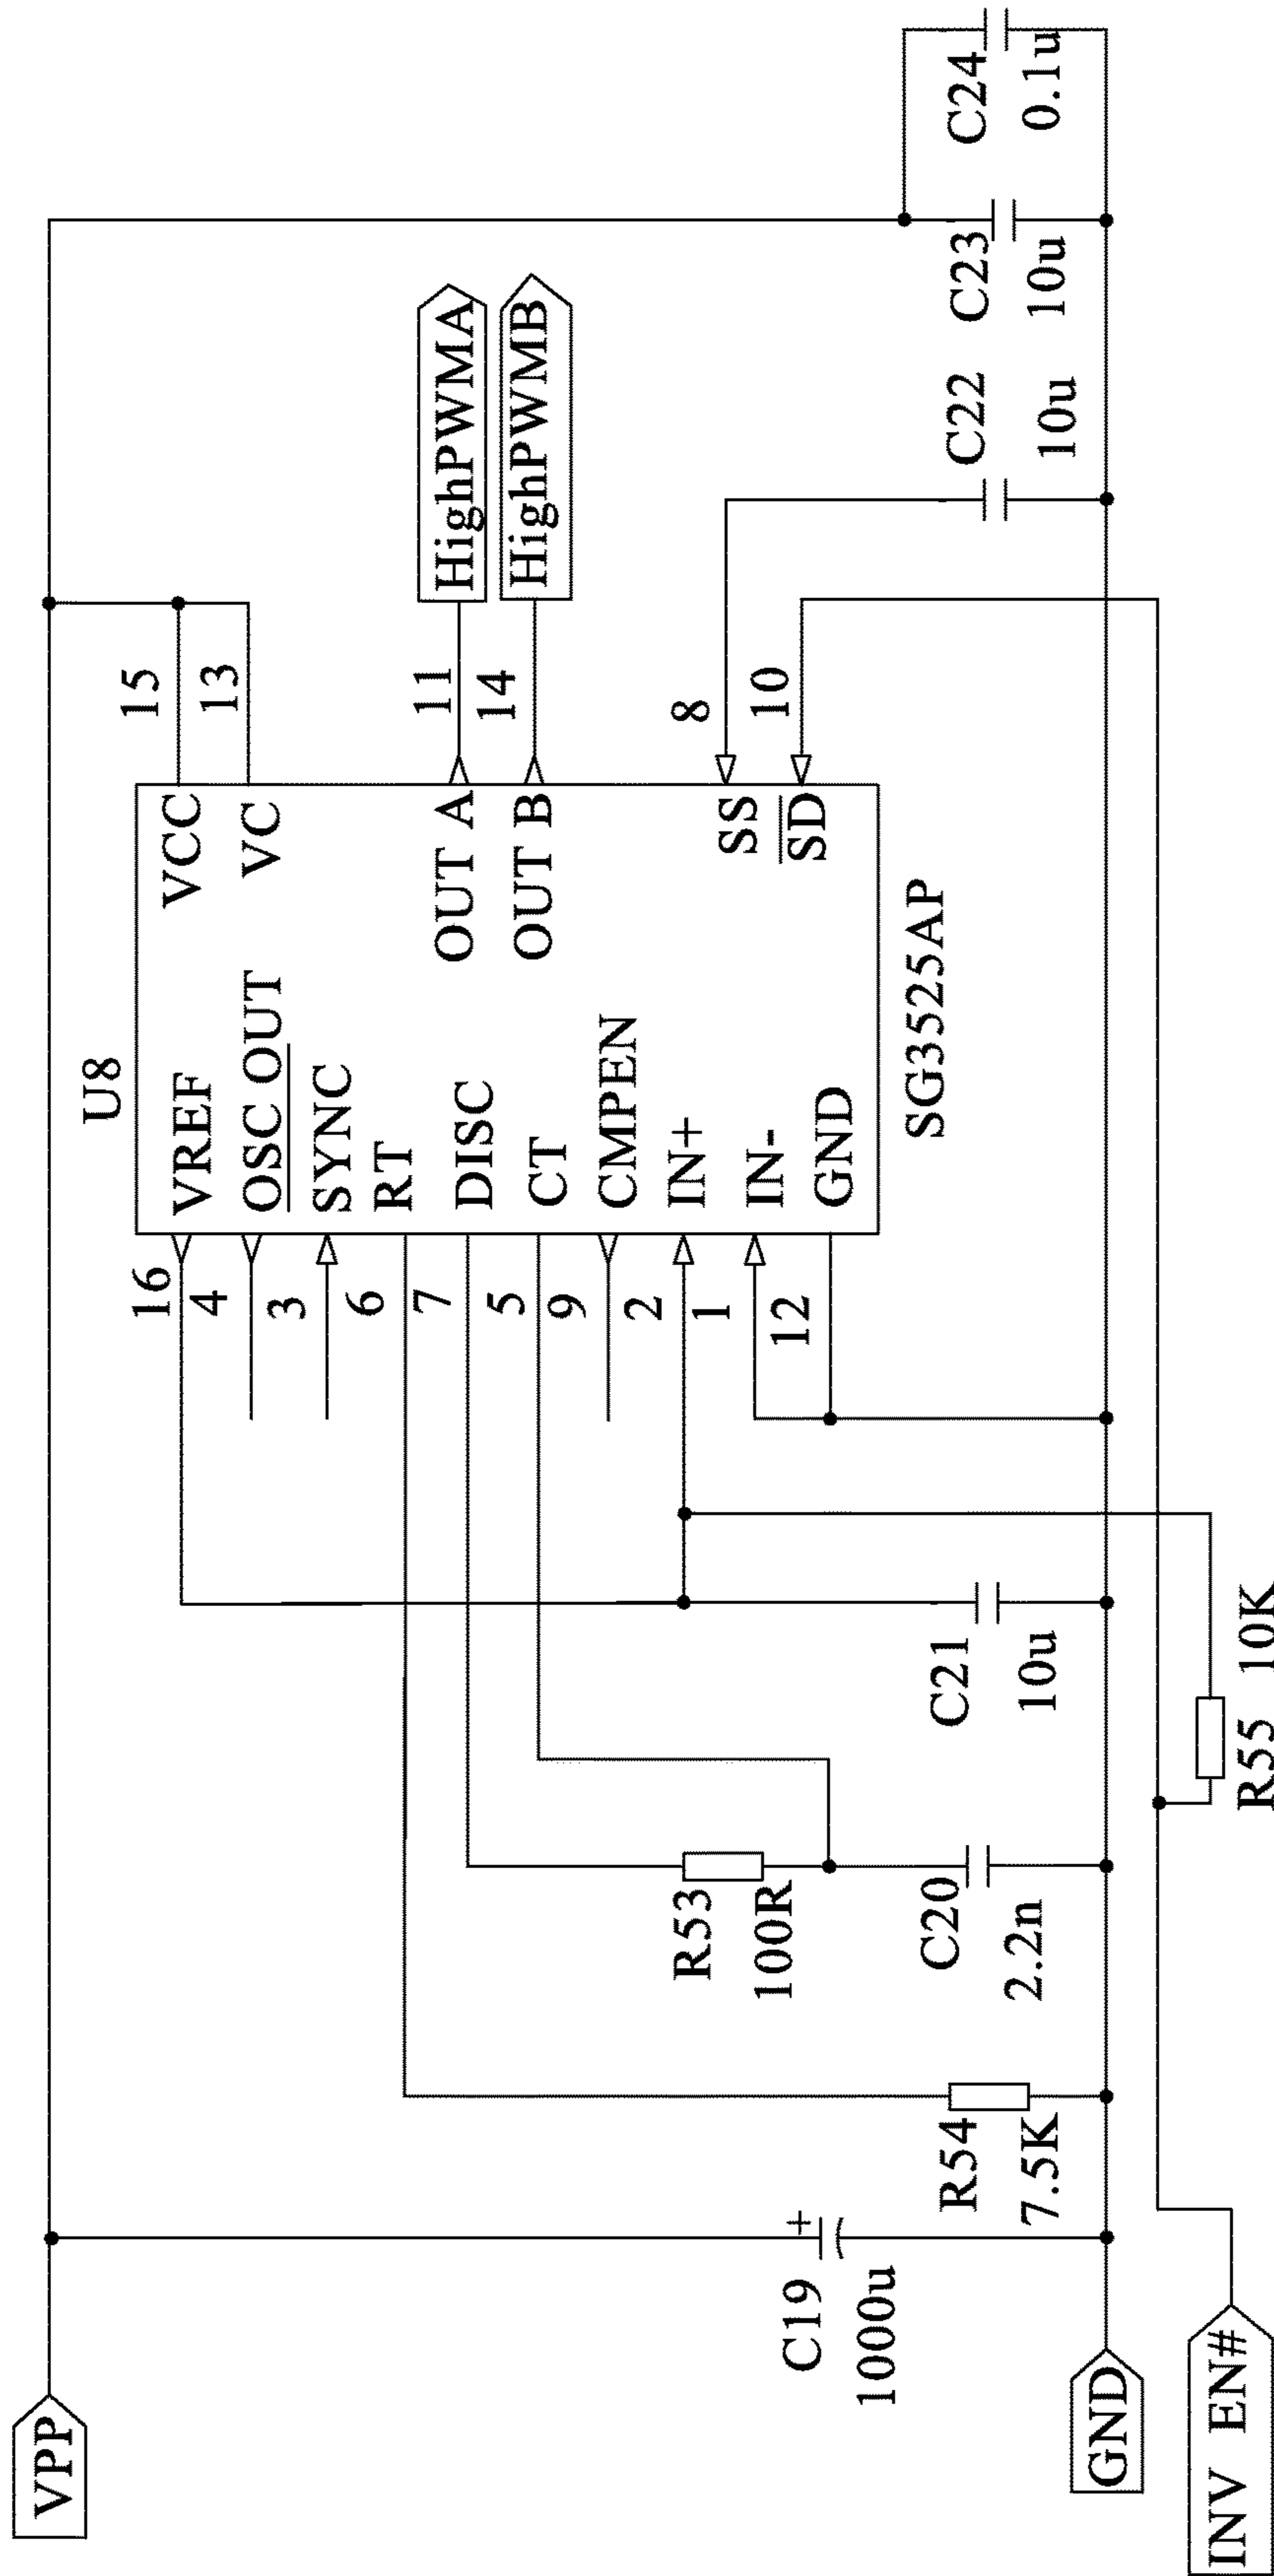 VPP
GND
INV EN#
C19
1000u
R54
7.5K
R53
100R
C20
2.2n
C21
10u
R55 10K
U8
16
4
3
6
7
5
9
2
1
12
VREF
OSC OUT
SYNC
RT
DISC
CT
CMPEN
IN+
IN-
GND
VCC
VC
OUT A
OUT B
SS
SD
SG3525AP
15
13
11
14
8
10
HighPWMA
HighPWMB
C22
10u
C23
10u
C24
0.1u